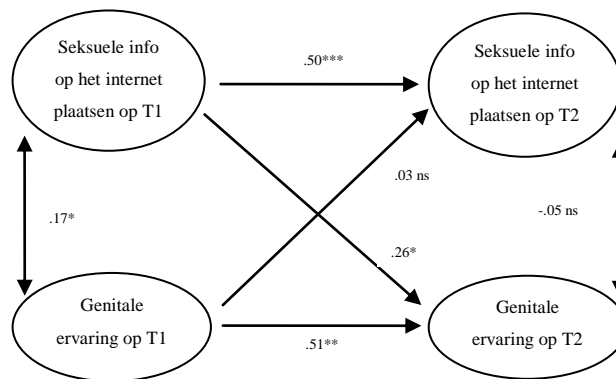 Seksuele info
op het internet
plaatsen op T1
.50***
Seksuele info
op het internet
plaatsen op T2
.03 ns
.17*
-.05 ns
.26*
Genitale
ervaring op T1
.51**
Genitale
ervaring op T2